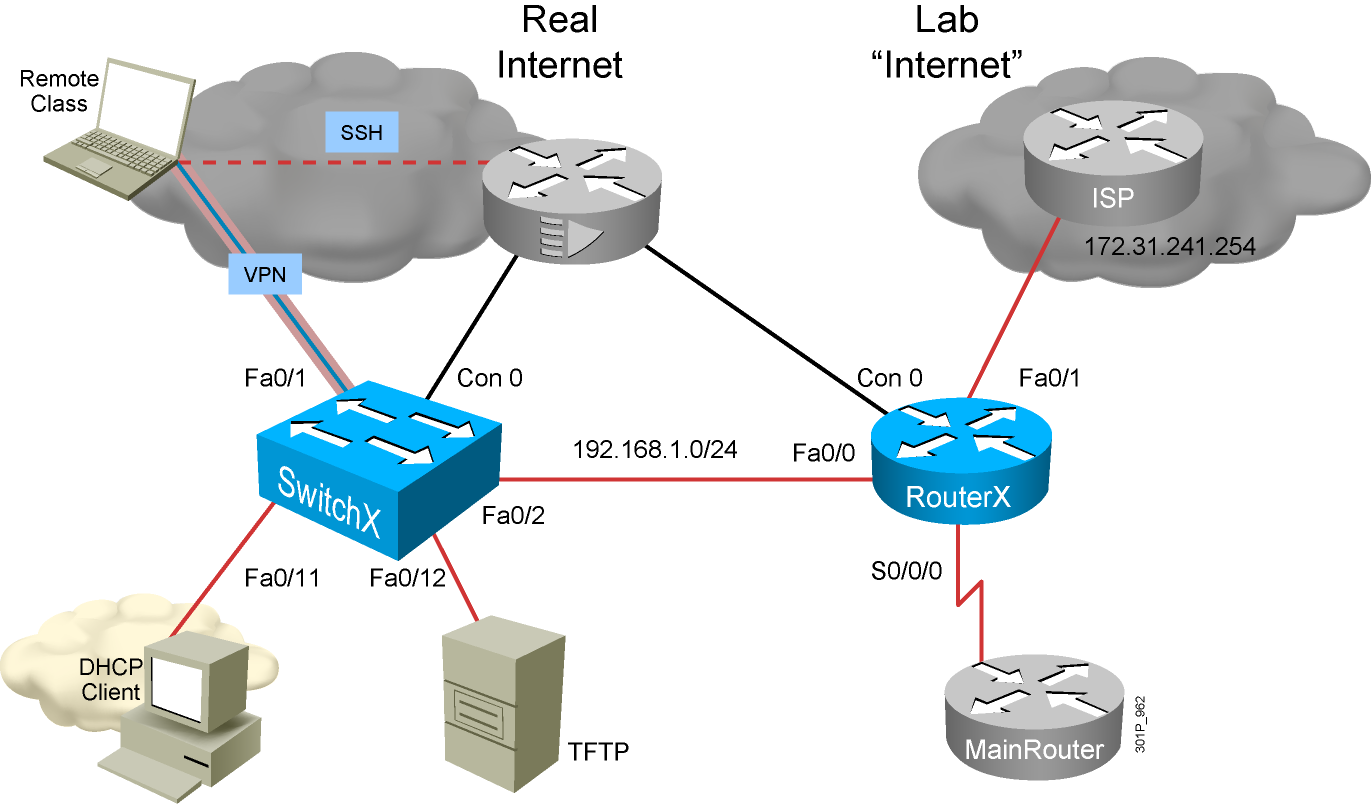 Real
Internet
Lab
“Internet”
Remote
Class
SSH
ISP
172.31.241.254
VPN
Fa0/1
Con 0
Con 0
Fa0/1
192.168.1.0/24
Fa0/0
SwitchX
RouterX
Fa0/2
Fa0/11
Fa0/12
S0/0/0
DHCP
Client
TFTP
MainRouter
301P_962